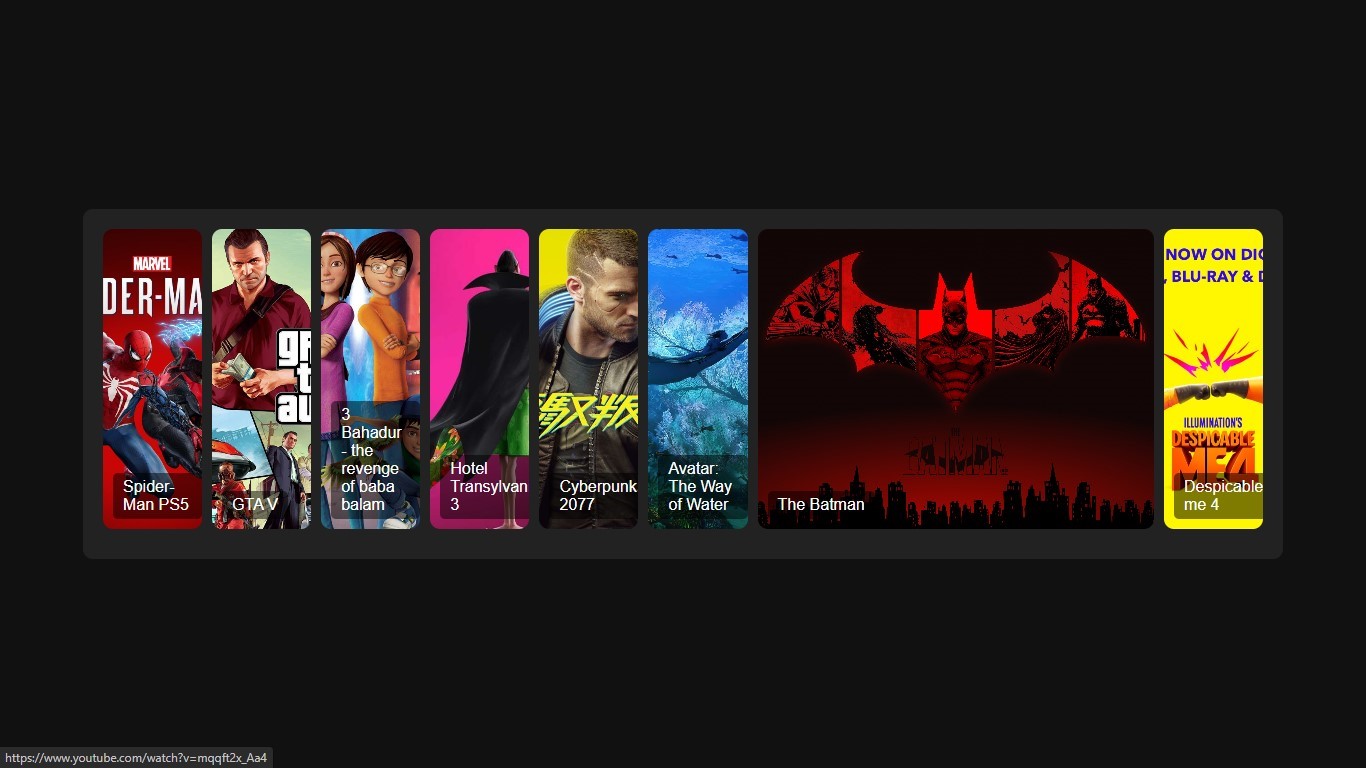 MARVEL
DER-MA
Spider-
Man PS5
GTA V
3
Bahadur
- the
revenge
of baba
balam
Hotel
Transylvan
3
Cyberpunk
2077
Avatar:
The Way
of Water
The Batman
NOW ON DIG
, BLU-RAY & D
ILLUMINATION'S
DESPICABLE
ME 4
Despicable
me 4
https://www.youtube.com/watch?v=mqqft2x_Aa4